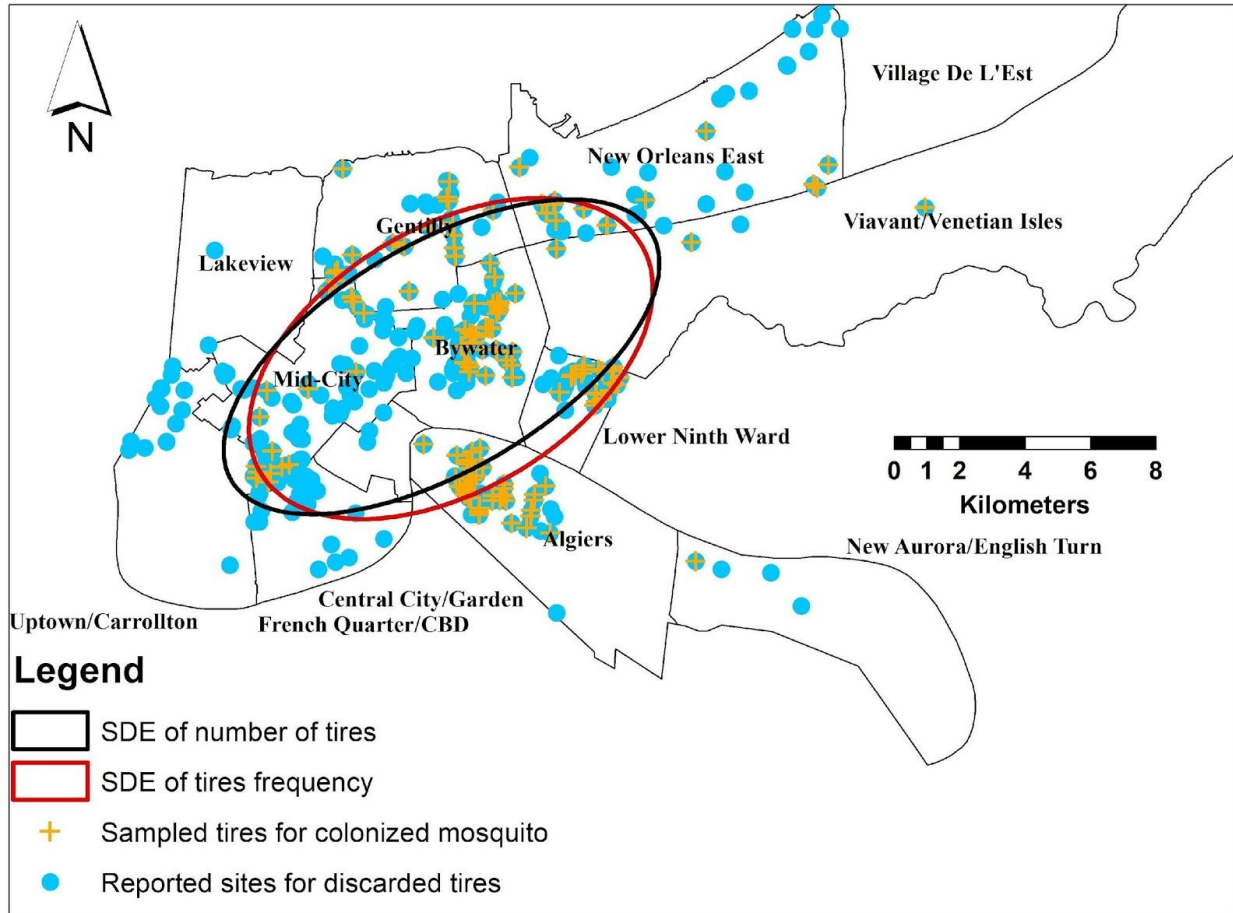 Village De L'Est
N
New Orleans East
Viavant/Venetian Isles
Gentilly
Lakeview
Bywater
Mid-City
Lower Ninth Ward
0 1 2 4 6 8
Kilometers
Algiers
New Aurora/English Turn
Central City/Garden
Uptown/Carrollton
French Quarter/CBD
Legend
SDE of number of tires
SDE of tires frequency
Sampled tires for colonized mosquito
Reported sites for discarded tires